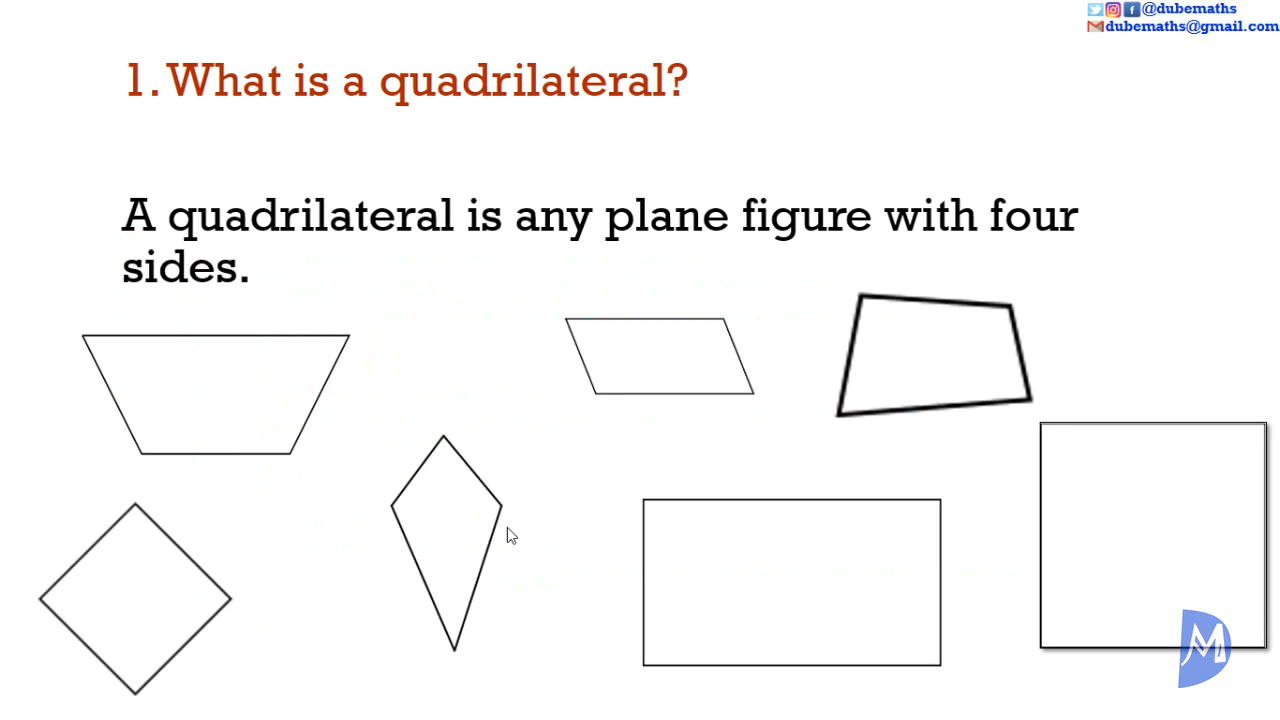 @dubemaths
dubemaths@gmail.com
1. What is a quadrilateral?
A quadrilateral is any plane figure with four
sides.
M